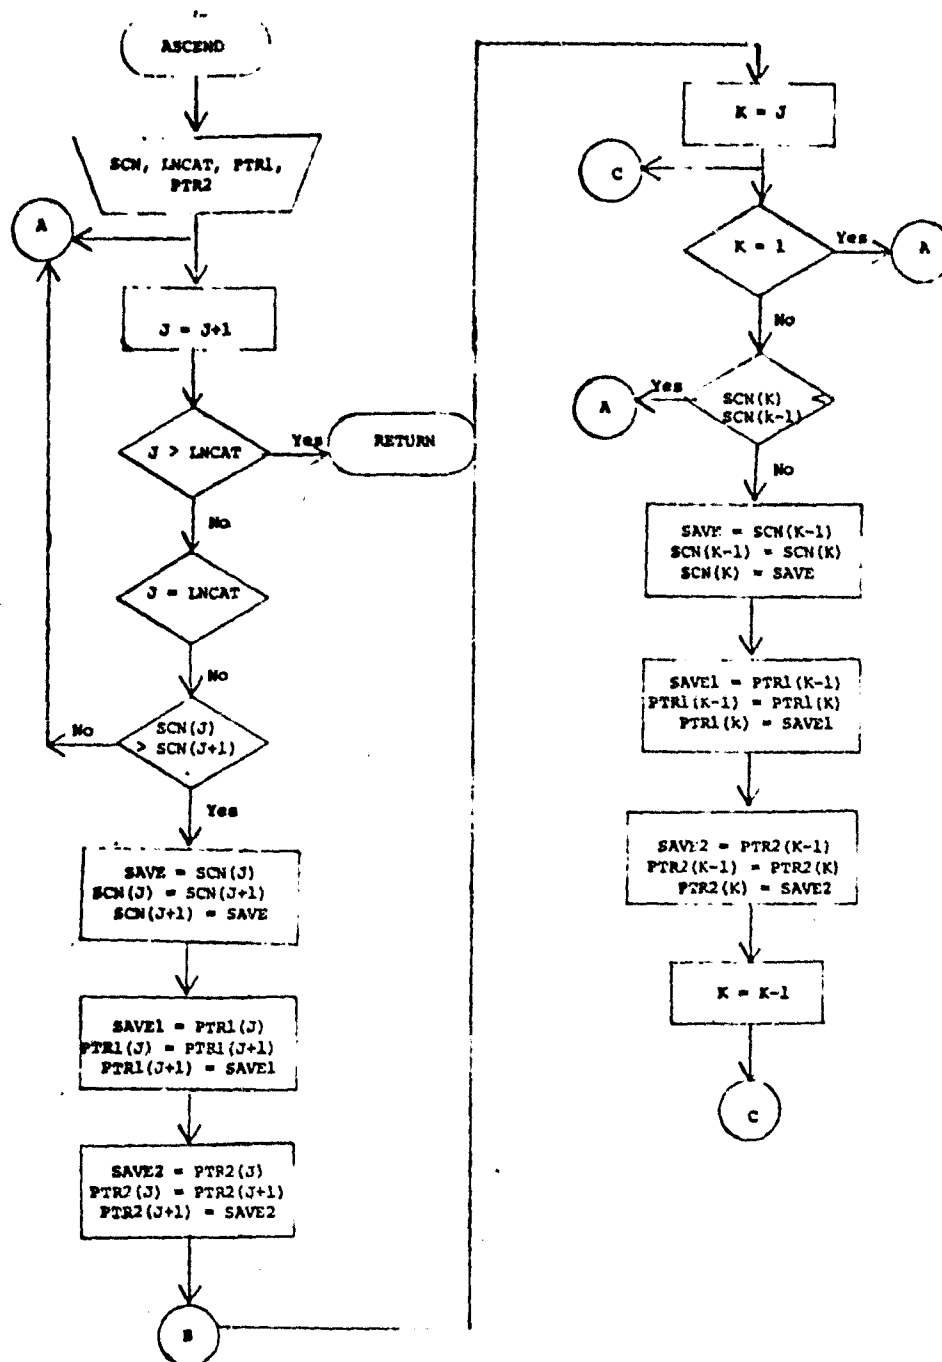 ASCEND
SCN, LNCAT, PTR1,
PTR2
A
J = J+1
J > LNCAT
Yes
RETURN
No
J = LNCAT
No
SCN(J)
> SCN(J+1)
No
Yes
SAVE = SCN(J)
SCN(J) = SCN(J+1)
SCN(J+1) = SAVE
SAVE1 = PTR1(J)
PTR1(J) = PTR1(J+1)
PTR1(J+1) = SAVE1
SAVE2 = PTR2(J)
PTR2(J) = PTR2(J+1)
PTR2(J+1) = SAVE2
B
K = J
C
K = 1
Yes
A
No
A
Yes
SCN(K)
SCN(k-1)
No
SAVE = SCN(K-1)
SCN(K-1) = SCN(K)
SCN(K) = SAVE
SAVE1 = PTR1(K-1)
PTR1(K-1) = PTR1(K)
PTR1(k) = SAVE1
SAVE2 = PTR2(K-1)
PTR2(K-1) = PTR2(K)
PTR2(K) = SAVE2
K = K-1
C